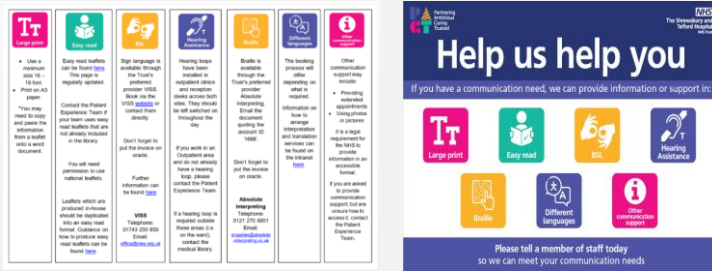 Large print
• Use a
minimum
size 16 –
18 font
• Print on A3
paper.
*You may
need to copy
and paste the
information
from a leaflet
onto a word
document.
Easy read
Easy read leaflets
can be found here.
This page is
regularly updated.
Contact the Patient
Experience Team if
your team uses easy
read leaflets that are
not already included
in the library.
You will need
permission to use
national leaflets.
Leaflets which are
produced in-house
should be duplicated
into an easy read
format. Guidance on
how to produce easy
read leaflets can be
found here.
BSL
Sign language is
available through
the Trust's
preferred
provider VISS.
Book via the
VISS website or
contact them
directly.
Don't forget to
put the invoice on
oracle.
Further
information can
be found here.
VISS
Telephone:
01743 250 859
Email:
office@viss.org.uk
Hearing
Assistance
Hearing loops
have been
installed in
outpatient clinics
and reception
desks across both
sites. They should
be left switched on
throughout the
day.
If you work in an
Outpatient area
and do not already
have a hearing
loop, please
contact the Patient
Experience Team.
If a hearing loop is
required outside
these areas (i.e.
on the ward),
contact the
medical library.
Braille
Braille is
available through
the Trust's
preferred provider
Absolute
Interpreting.
Email the
document
quoting the
account ID
'1688'.
Don't forget to
put the invoice
on oracle.
Absolute
Interpreting
Telephone:
0121 270 6801
Email:
enquiries@absolute
-interpreting.co.uk
Different
languages
The booking
process will
differ
depending on
what is
required.
Information on
how to
arrange
interpretation
and translation
services can
be found on
the intranet
here.
Other
communication
support
Other
communication
support may
include:
• Providing
extended
appointments
• Using photos
or pictures
It is a legal
requirement for
the NHS to
provide
information in an
accessible
format.
If you are asked
to provide
communication
support, but are
unsure how to
access it, contact
the Patient
Experience
Team.
Partnering
Ambitious
Caring
Trusted
NHS
The Shrewsbury and
Telford Hospital
NHS Trust
Help us help you
If you have a communication need, we can provide information or support in:
Large print
Easy read
BSL
Hearing
Assistance
Braille
Different
languages
Other
communication
support
Please tell a member of staff today
so we can meet your communication needs